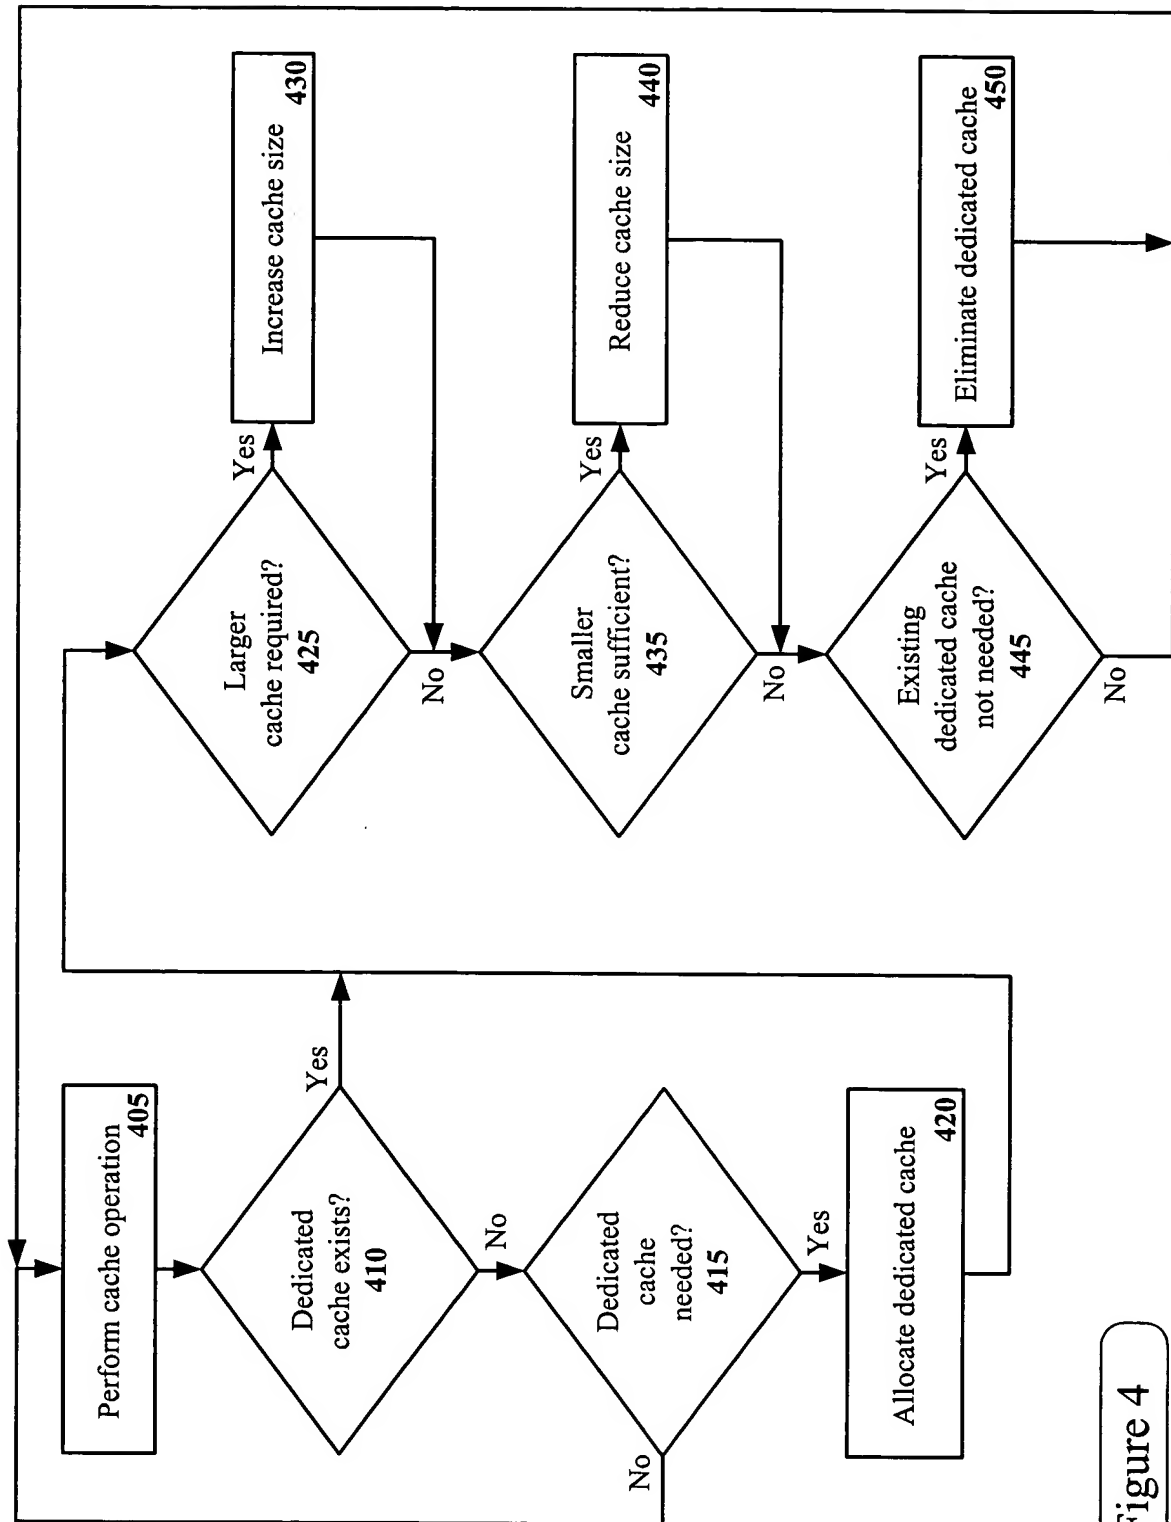 Perform cache operation
405
Dedicated
cache exists?
410
Yes
No
Dedicated
cache
needed?
415
No
Yes
Allocate dedicated cache
420
Larger
cache required?
425
Yes
No
Increase cache size
430
Smaller
cache sufficient?
435
Yes
No
Reduce cache size
440
Existing
dedicated cache
not needed?
445
Yes
No
Eliminate dedicated cache
450
Figure 4